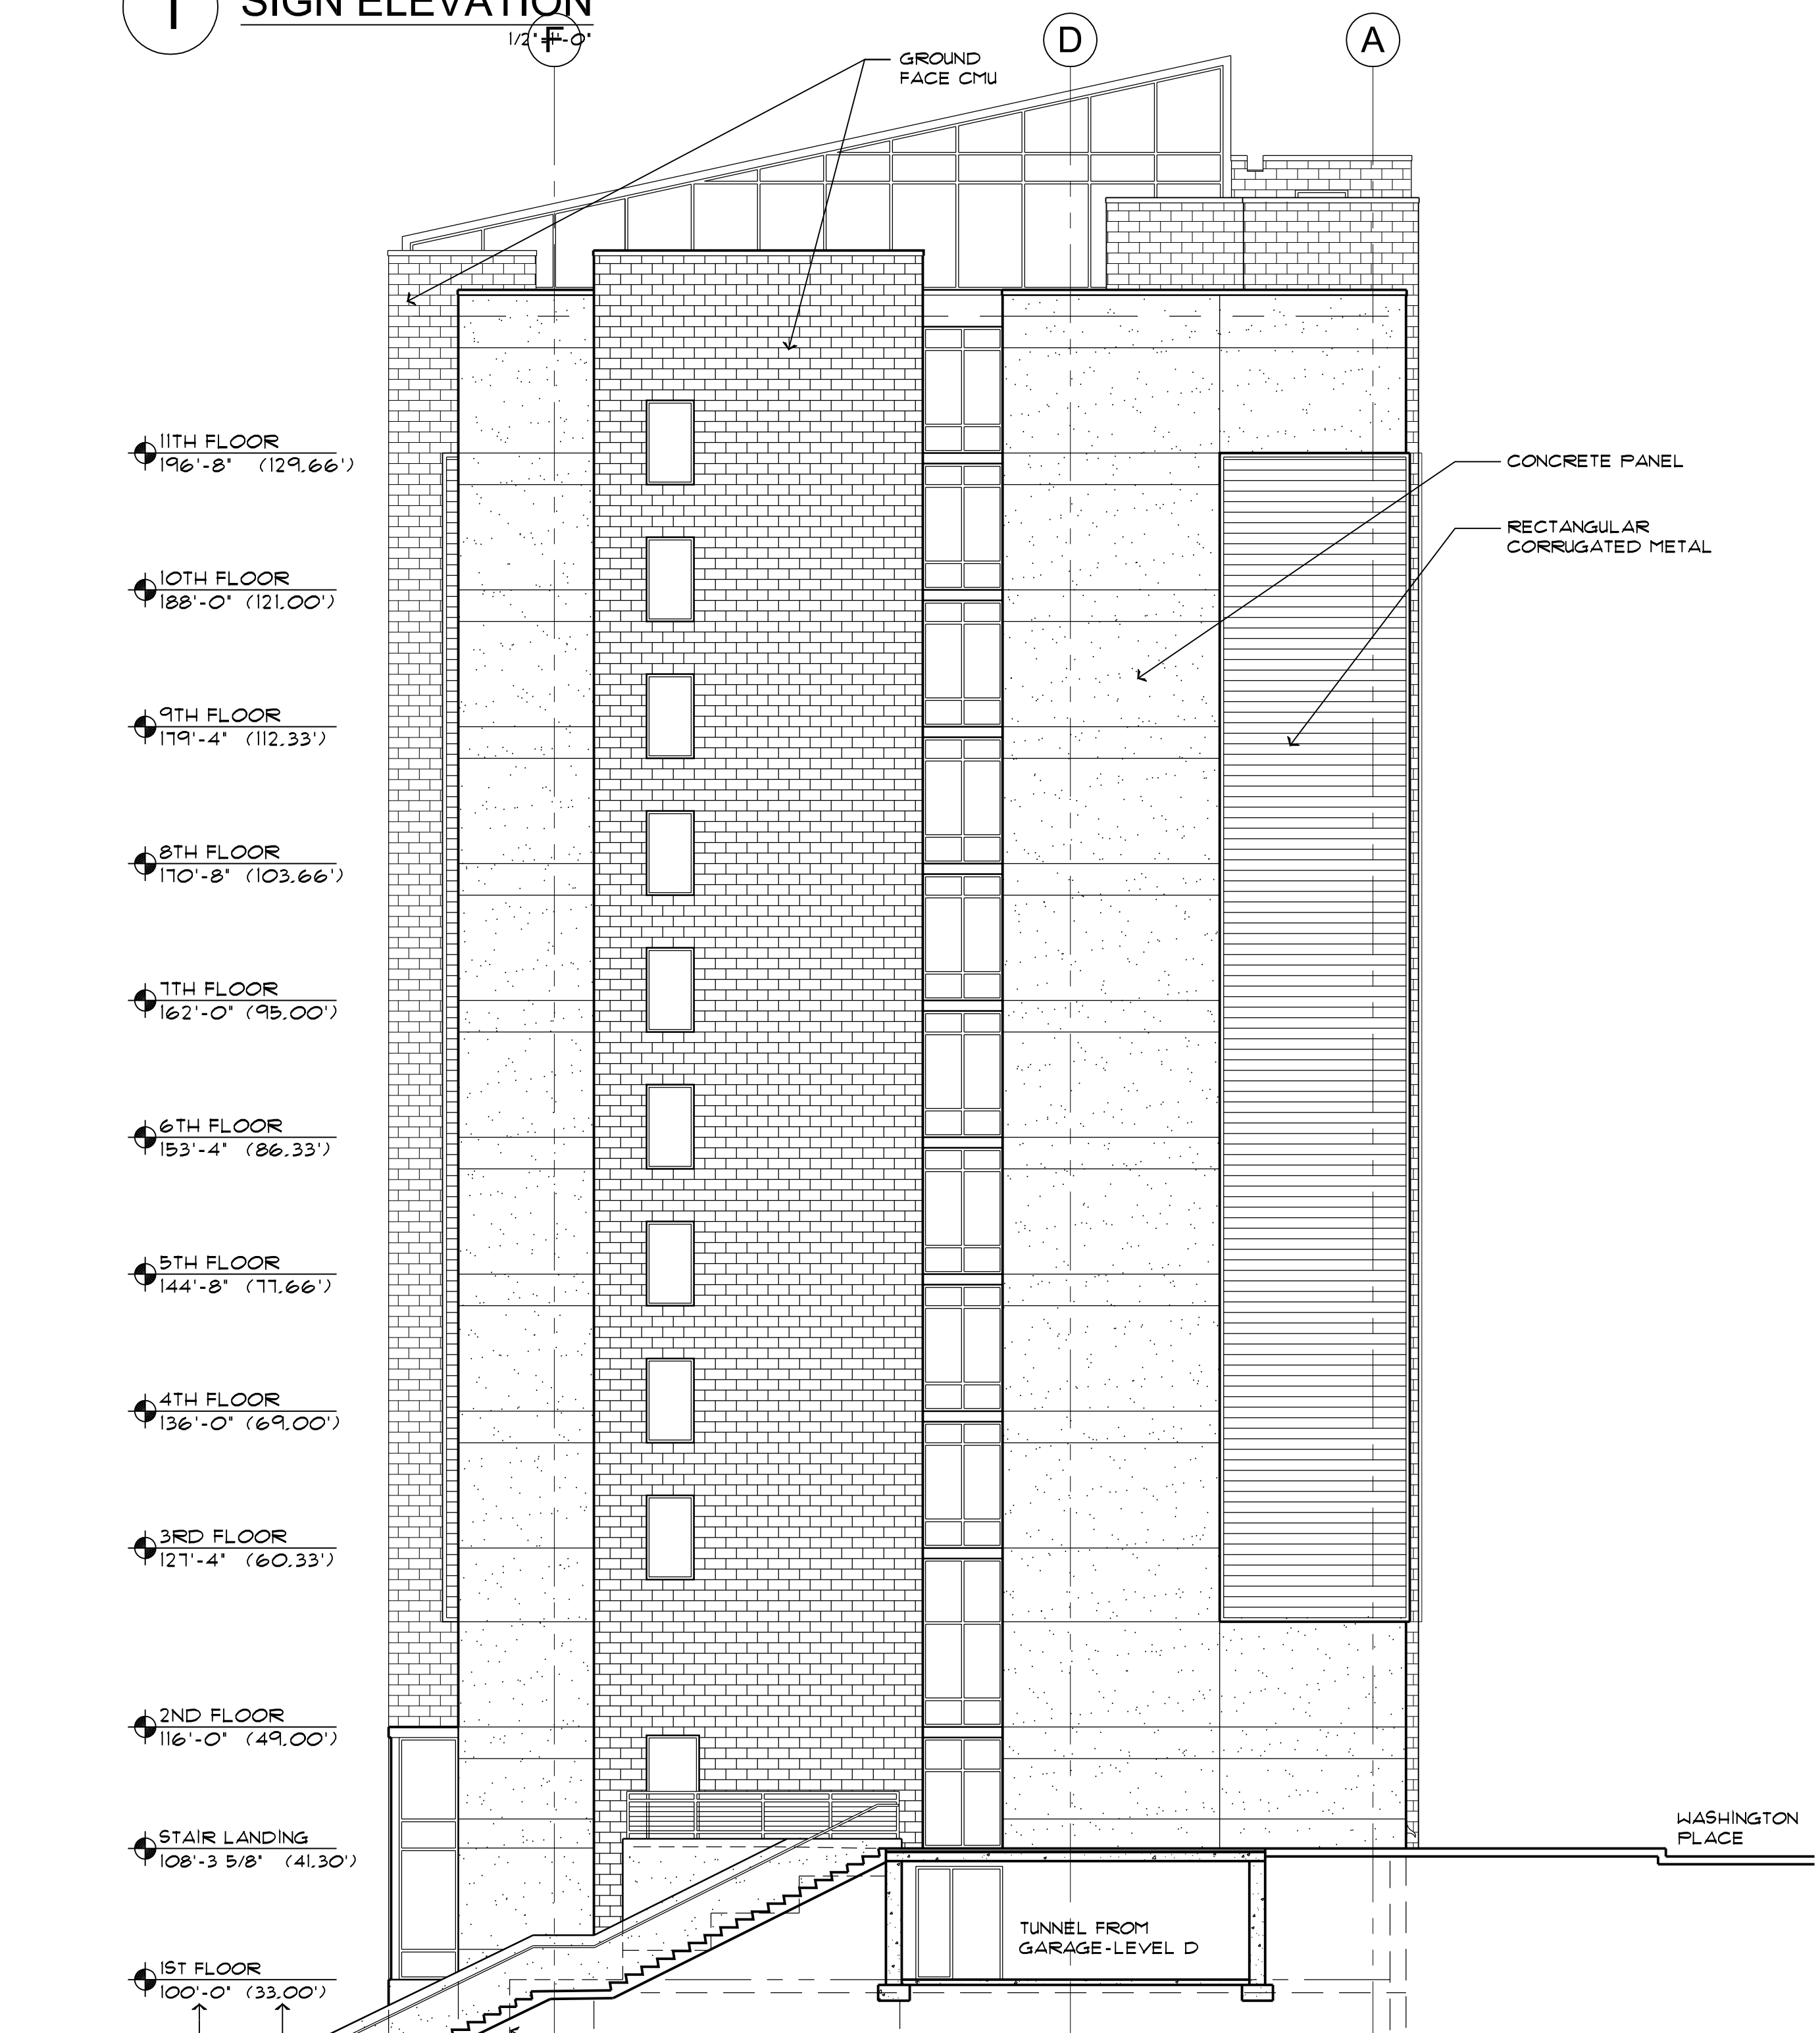 1
SIGN ELEVATION
1/2"=1'-0"
F
D
A
GROUND
FACE CMU
11TH FLOOR
196'-8" (129.66')
CONCRETE PANEL
RECTANGULAR
CORRUGATED METAL
10TH FLOOR
188'-0" (121.00')
9TH FLOOR
179'-4" (112.33')
8TH FLOOR
170'-8" (103.66')
7TH FLOOR
162'-0" (95.00')
6TH FLOOR
153'-4" (86.33')
5TH FLOOR
144'-8" (77.66')
4TH FLOOR
136'-0" (69.00')
3RD FLOOR
127'-4" (60.33')
2ND FLOOR
116'-0" (49.00')
WASHINGTON
PLACE
STAIR LANDING
108'-3 5/8" (41.30')
TUNNEL FROM
GARAGE-LEVEL D
1ST FLOOR
100'-0" (33.00')